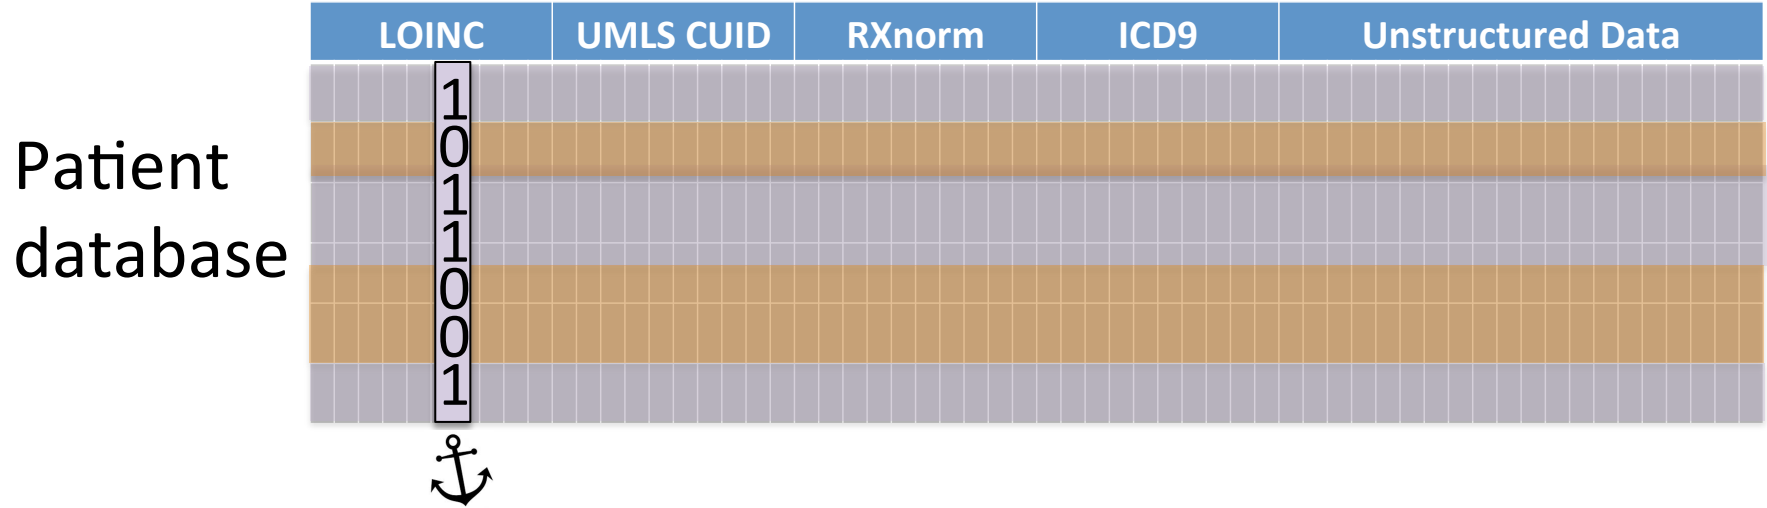 LOINC UMLS CUID RXnorm ICD9 Unstructured Data
Patient
database
1
0
1
1
0
0
1